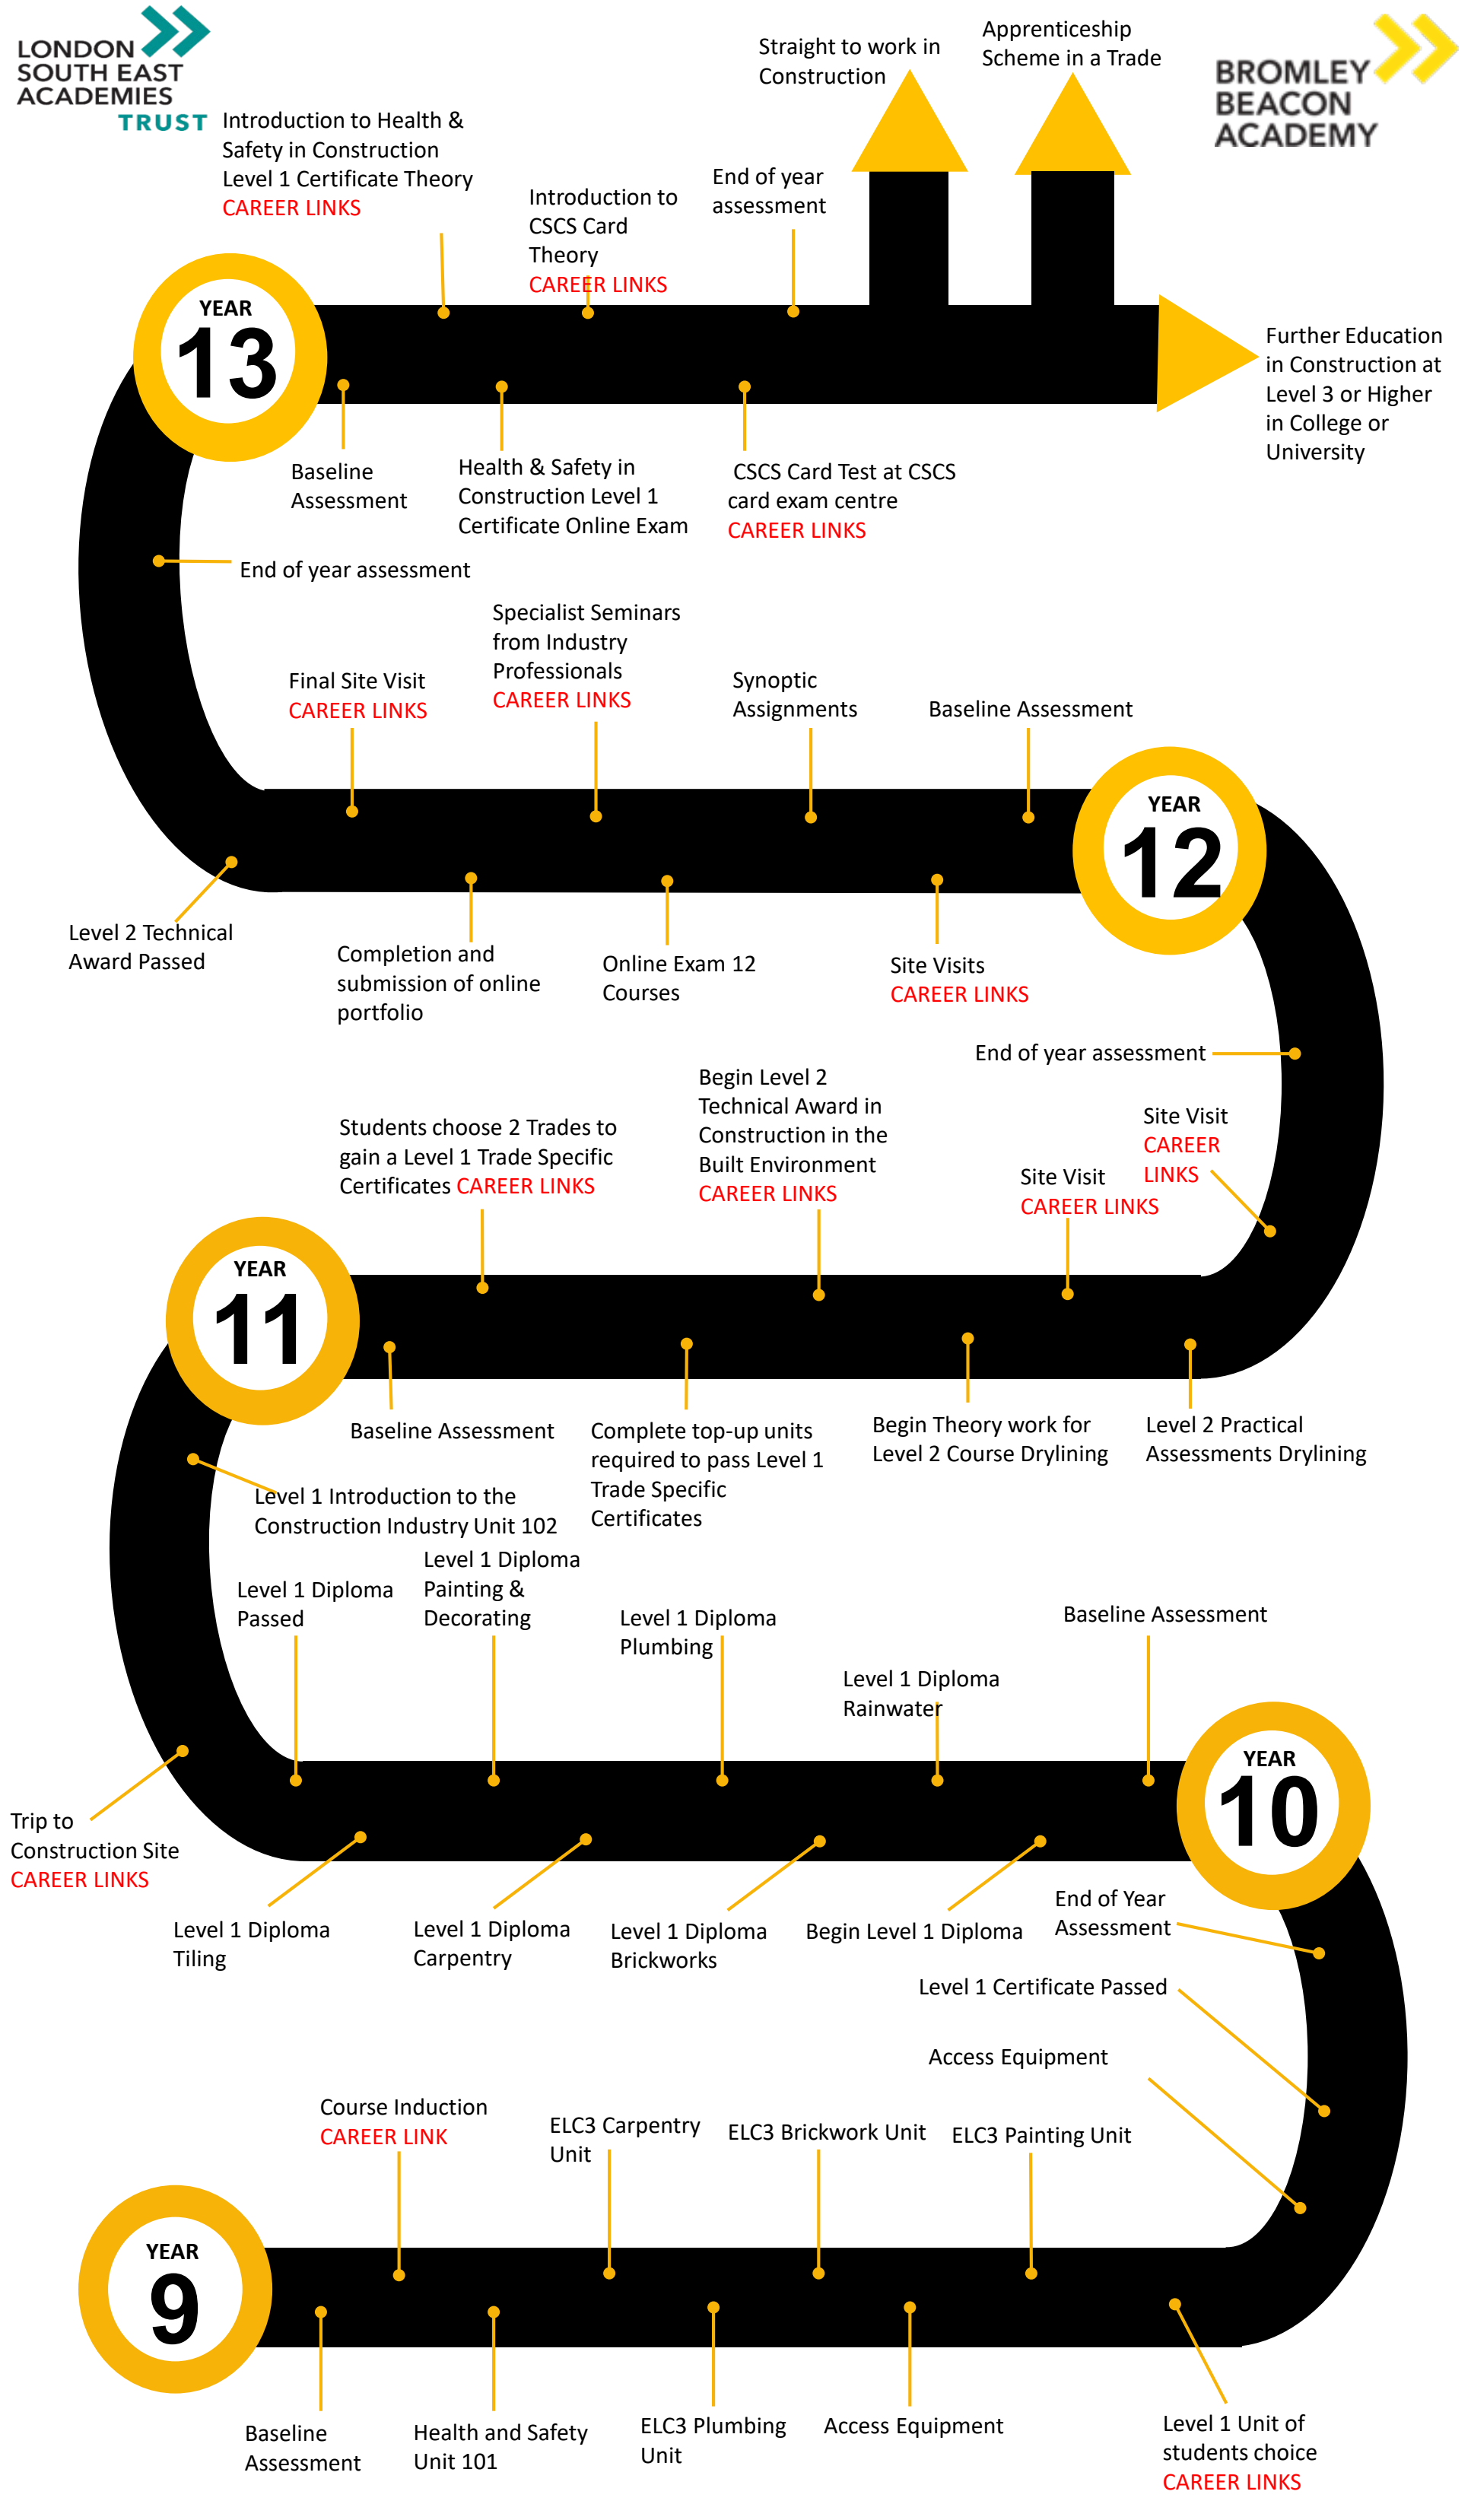 LONDON
SOUTH EAST
ACADEMIES
TRUST
Straight to work in
Construction
Apprenticeship
Scheme in a Trade
BROMLEY
BEACON
ACADEMY
Introduction to Health &
Safety in Construction
Level 1 Certificate Theory
CAREER LINKS
Introduction to
CSCS Card
Theory
CAREER LINKS
End of year
assessment
YEAR
13
Further Education
in Construction at
Level 3 or Higher
in College or
University
Baseline
Assessment
Health & Safety in
Construction Level 1
Certificate Online Exam
CSCS Card Test at CSCS
card exam centre
CAREER LINKS
End of year assessment
Final Site Visit
CAREER LINKS
Specialist Seminars
from Industry
Professionals
CAREER LINKS
Synoptic
Assignments
Baseline Assessment
YEAR
12
Level 2 Technical
Award Passed
Completion and
submission of online
portfolio
Online Exam 12
Courses
Site Visits
CAREER LINKS
End of year assessment
Students choose 2 Trades to
gain a Level 1 Trade Specific
Certificates CAREER LINKS
Begin Level 2
Technical Award in
Construction in the
Built Environment
CAREER LINKS
Site Visit
CAREER LINKS
Site Visit
CAREER
LINKS
YEAR
11
Baseline Assessment
Complete top-up units
required to pass Level 1
Trade Specific
Certificates
Begin Theory work for
Level 2 Course Drylining
Level 2 Practical
Assessments Drylining
Level 1 Introduction to the
Construction Industry Unit 102
Level 1 Diploma
Passed
Level 1 Diploma
Painting &
Decorating
Level 1 Diploma
Plumbing
Level 1 Diploma
Rainwater
Baseline Assessment
YEAR
10
Trip to
Construction Site
CAREER LINKS
Level 1 Diploma
Tiling
Level 1 Diploma
Carpentry
Level 1 Diploma
Brickworks
Begin Level 1 Diploma
End of Year
Assessment
Level 1 Certificate Passed
Access Equipment
Course Induction
CAREER LINK
ELC3 Carpentry
Unit
ELC3 Brickwork Unit
ELC3 Painting Unit
YEAR
9
Baseline
Assessment
Health and Safety
Unit 101
ELC3 Plumbing
Unit
Access Equipment
Level 1 Unit of
students choice
CAREER LINKS